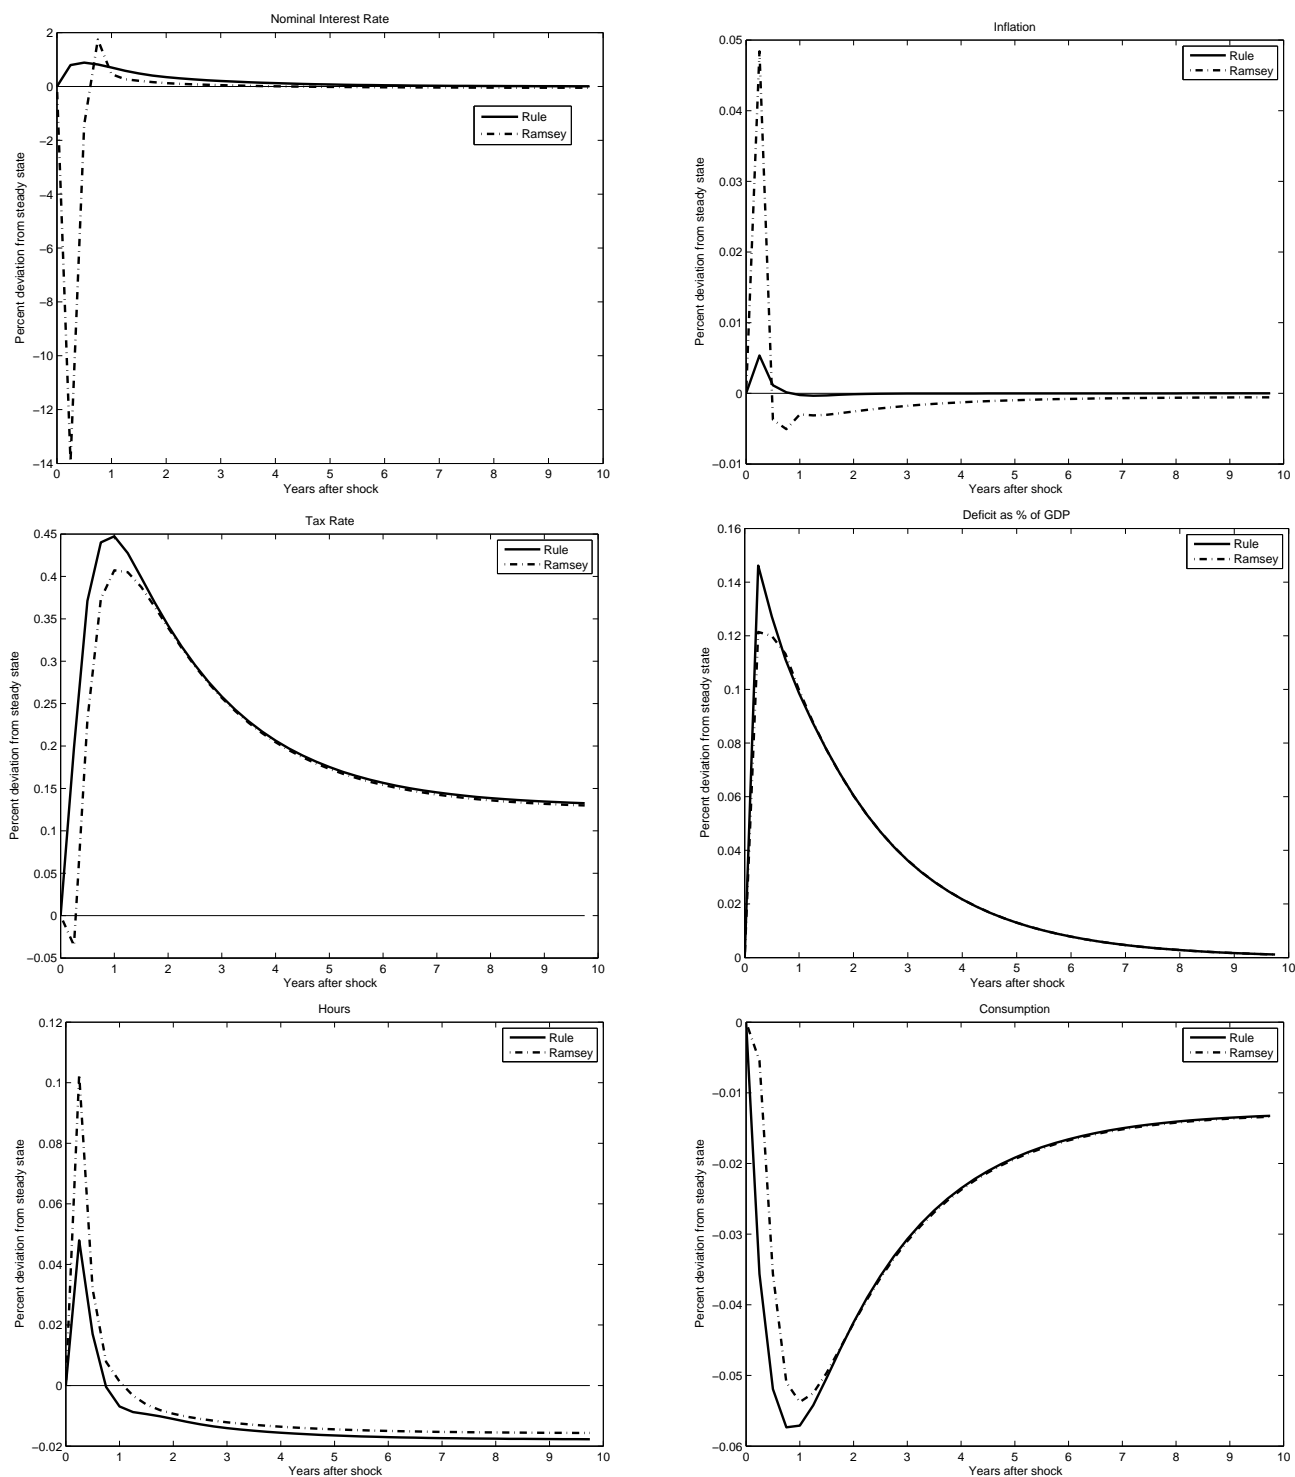 Nominal Interest Rate
2
0
−2
−4
−6
−8
−10
−12
−14
Percent deviation from steady state
Rule
Ramsey
0 1 2 3 4 5 6 7 8 9 10
Years after shock
Inflation
0.05
0.04
0.03
0.02
0.01
0
−0.01
Percent deviation from steady state
Rule
Ramsey
0 1 2 3 4 5 6 7 8 9 10
Years after shock
Tax Rate
0.45
0.4
0.35
0.3
0.25
0.2
0.15
0.1
0.05
0
−0.05
Percent deviation from steady state
Rule
Ramsey
0 1 2 3 4 5 6 7 8 9 10
Years after shock
Deficit as % of GDP
0.16
0.14
0.12
0.1
0.08
0.06
0.04
0.02
0
Percent deviation from steady state
Rule
Ramsey
0 1 2 3 4 5 6 7 8 9 10
Years after shock
Hours
0.12
0.1
0.08
0.06
0.04
0.02
0
−0.02
Percent deviation from steady state
Rule
Ramsey
0 1 2 3 4 5 6 7 8 9 10
Years after shock
Consumption
0
−0.01
−0.02
−0.03
−0.04
−0.05
−0.06
Percent deviation from steady state
Rule
Ramsey
0 1 2 3 4 5 6 7 8 9 10
Years after shock